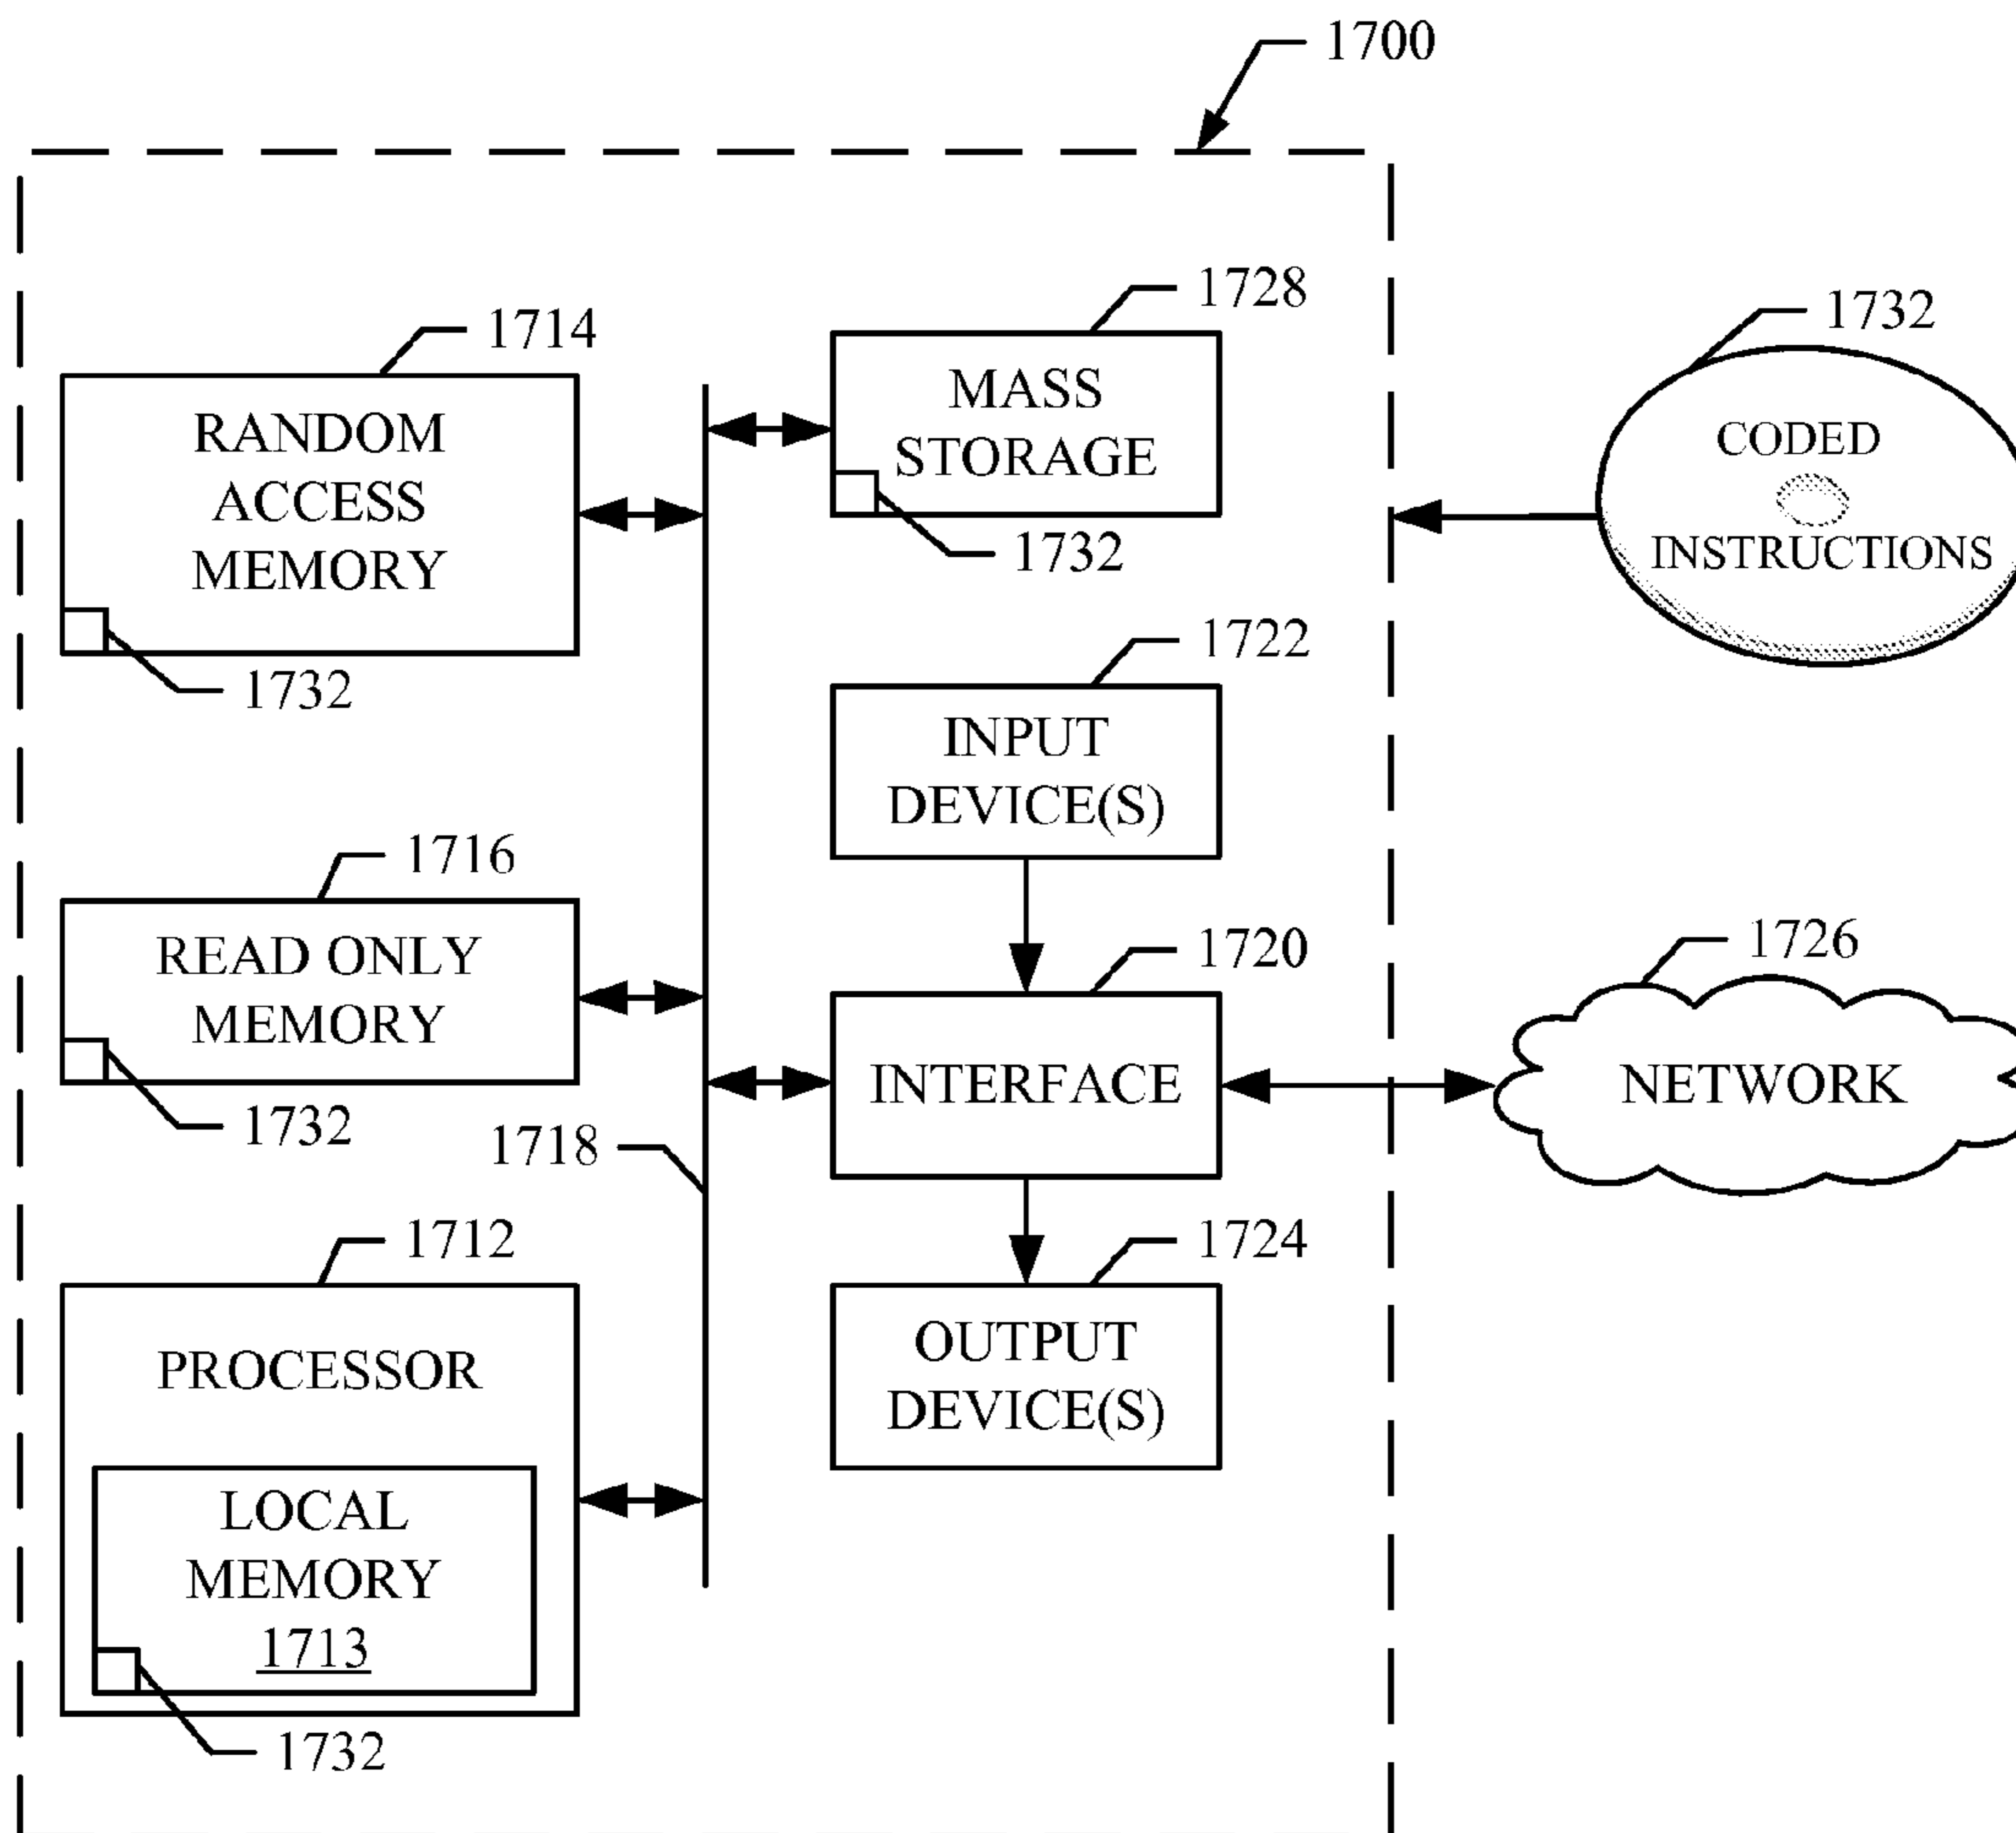 1700
1728
1714
1732
RANDOM
ACCESS
MEMORY
MASS
STORAGE
CODED
INSTRUCTIONS
1732
1732
1722
INPUT
DEVICE(S)
1716
1720
1726
READ ONLY
MEMORY
INTERFACE
NETWORK
1732
1718
1712
1724
PROCESSOR
OUTPUT
DEVICE(S)
LOCAL
MEMORY
1713
1732